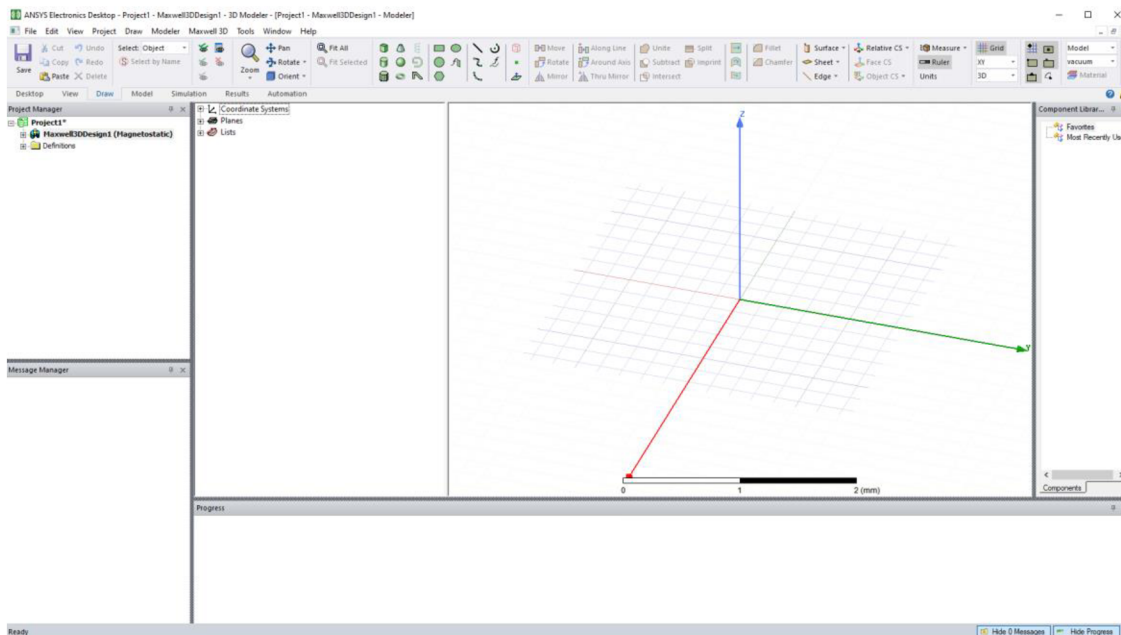 ANSYS Electronics Desktop - Project1 - Maxwell3DDesign1 - 3D Modeler - [Project1 - Maxwell3DDesign1 - Modeler]
File Edit View Project Draw Modeler Maxwell 3D Tools Window Help
Cut Undo Select: Object Pan Fit All Move Along Line Unite Split Fillet Surface Relative CS Measure Grid Model
Copy Redo Select by Name Rotate Fit Selected Rotate Around Axis Subtract Imprint Chamfer Sheet Face CS Ruler XY vacuum
Save Paste Delete Zoom Orient Mirror Thru Mirror Intersect Edge Object CS Units 3D Material
Desktop View Draw Model Simulation Results Automation
Project Manager
Project1*
Maxwell3DDesign1 (Magnetostatic)
Definitions
Coordinate Systems
Planes
Lists
Z
Y
0 1 2 (mm)
Component Librar...
Favorites
Most Recently Us
Components
Message Manager
Progress
Ready
Hide 0 Messages Hide Progress